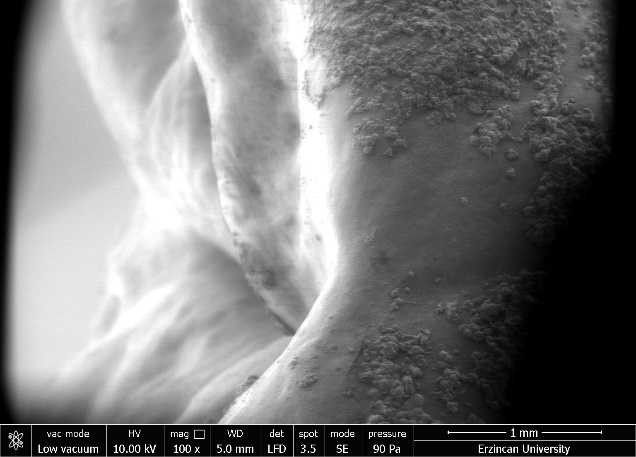 vac mode HV mag WD det spot mode pressure 1 mm
Low vacuum 10.00 kV 100 x 5.0 mm LFD 3.5 SE 90 Pa Erzincan University